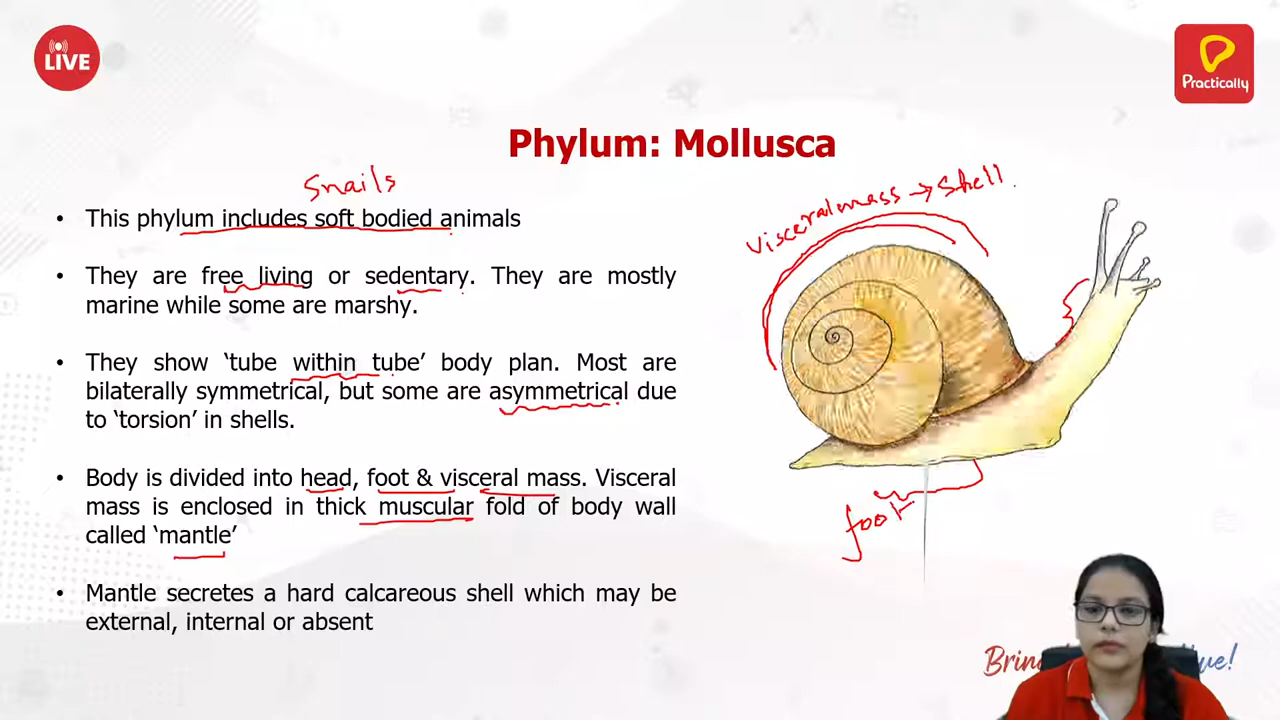 LIVE
Practically
Phylum: Mollusca
Snails
• This phylum includes soft bodied animals
• They are free living or sedentary. They are mostly
marine while some are marshy.
• They show ‘tube within tube’ body plan. Most are
bilaterally symmetrical, but some are asymmetrical due
to ‘torsion’ in shells.
• Body is divided into head, foot & visceral mass. Visceral
mass is enclosed in thick muscular fold of body wall
called ‘mantle’
• Mantle secretes a hard calcareous shell which may be
external, internal or absent
Visceral mass → Shell.
foot